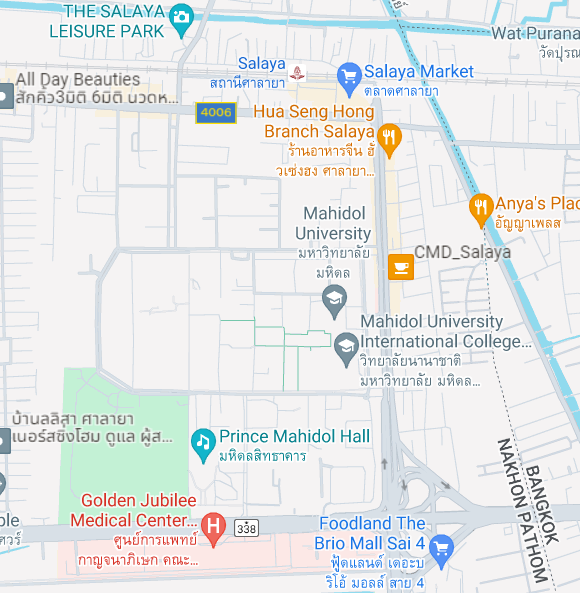 THE SALAYA
LEISURE PARK
Wat Purana
วัดปุรณ
Salaya
สถานีศาลายา
Salaya Market
ตลาดศาลายา
All Day Beauties
สักคิ้ว3มิติ 6มิติ นวดห...
4006
Hua Seng Hong
Branch Salaya
ร้านอาหารจีน ฮั่
วเซ่งฮง ศาลายา...
Anya's Plac
อัญญาเพลส
Mahidol
University
มหาวิทยาลัย
มหิดล
CMD_Salaya
Mahidol University
International College...
วิทยาลัยนานาชาติ
มหาวิทยาลัย มหิดล...
บ้านลลิสา ศาลายา
เนอร์สซิ่งโฮม ดูแล ผู้ส...
Prince Mahidol Hall
มหิดลสิทธาคาร
BANGKOK
NAKHON PATHOM
Golden Jubilee
Medical Center...
ศูนย์การแพทย์
กาญจนาภิเษก คณะ...
H
338
ศวร์
Foodland The
Brio Mall Sai 4
ฟู้ดแลนด์ เดอะบ
ริโอ้ มอลล์ สาย 4